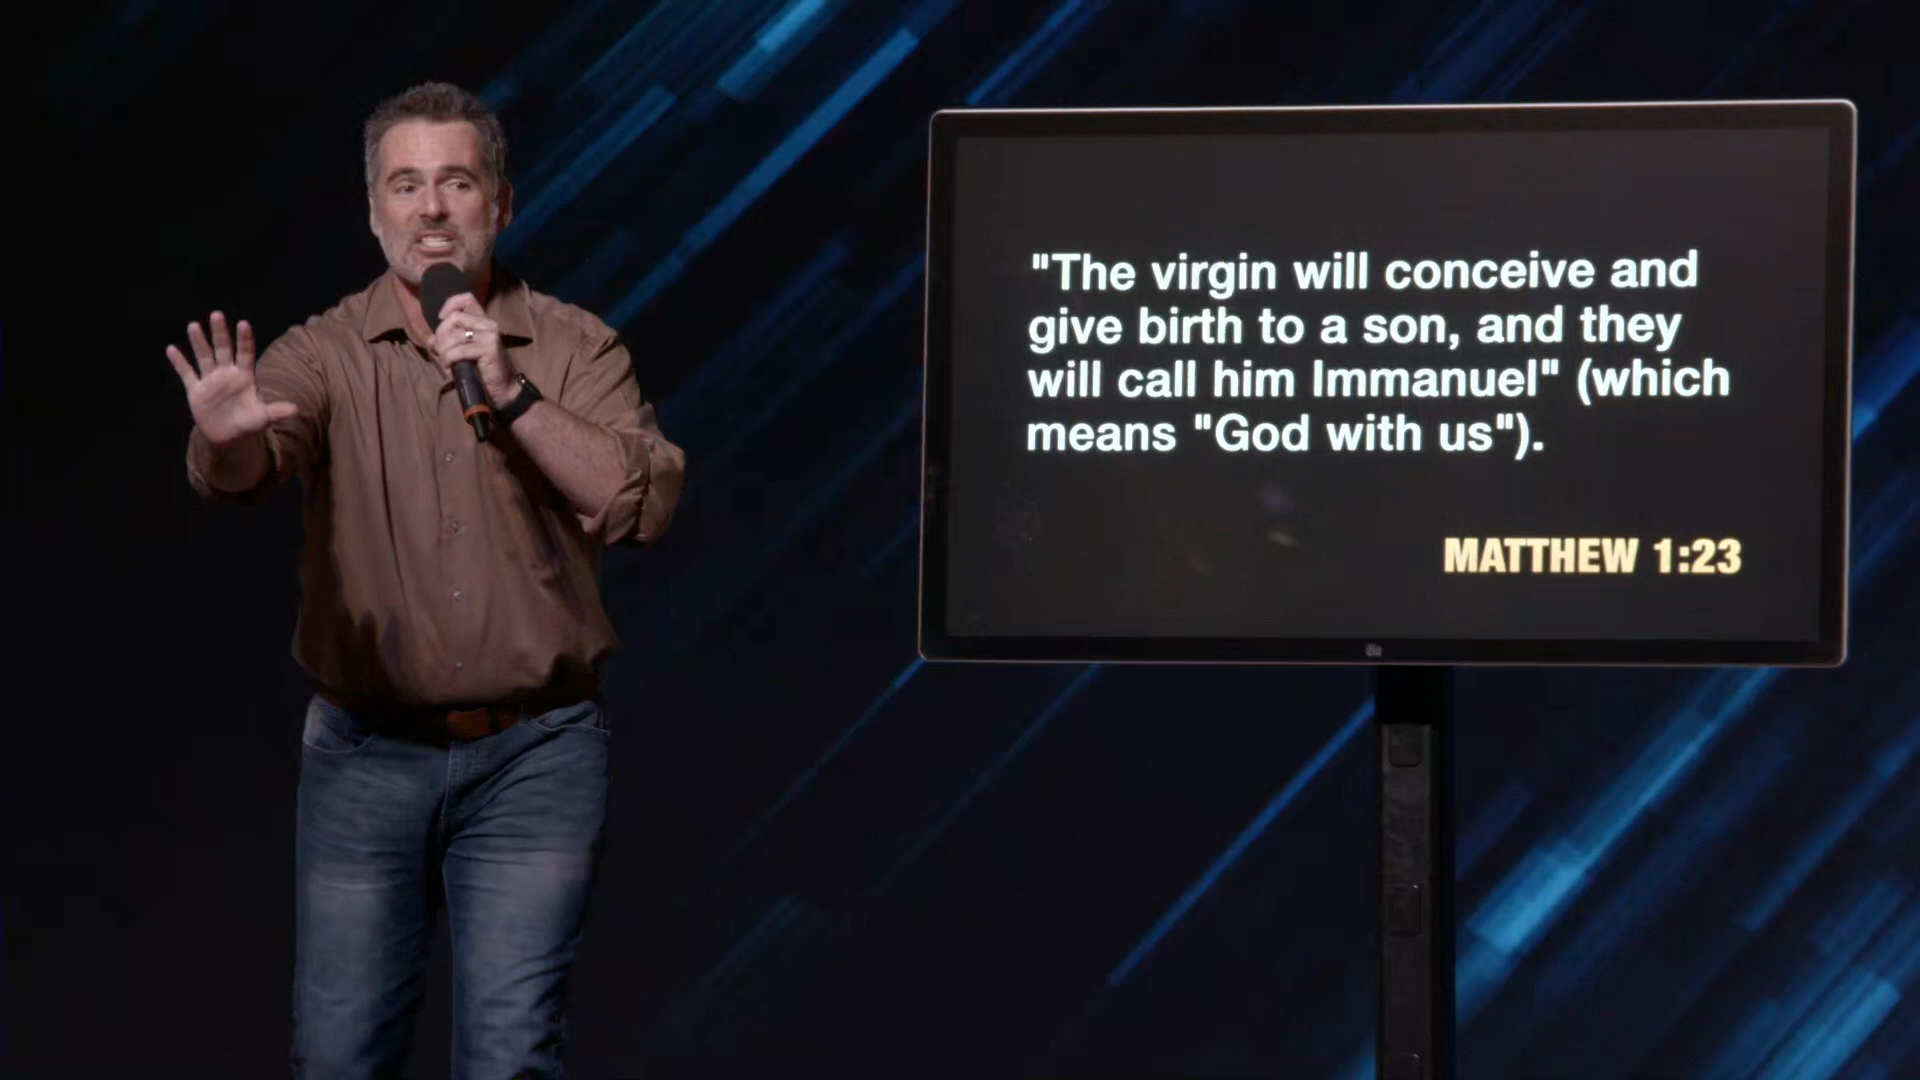 "The virgin will conceive and
give birth to a son, and they
will call him Immanuel" (which
means "God with us").
MATTHEW 1:23
elo